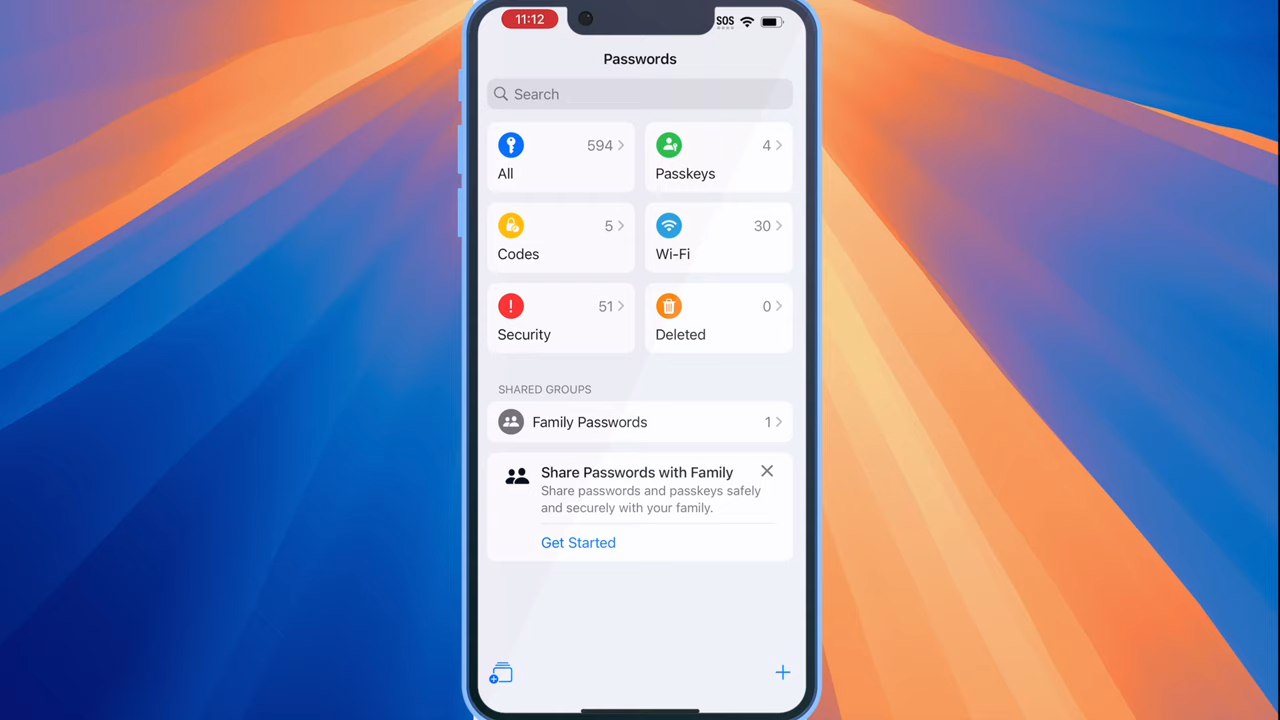 11:12
SOS
Passwords
Search
594
All
4
Passkeys
5
Codes
30
Wi-Fi
51
Security
0
Deleted
SHARED GROUPS
Family Passwords 1
Share Passwords with Family
Share passwords and passkeys safely
and securely with your family.
Get Started